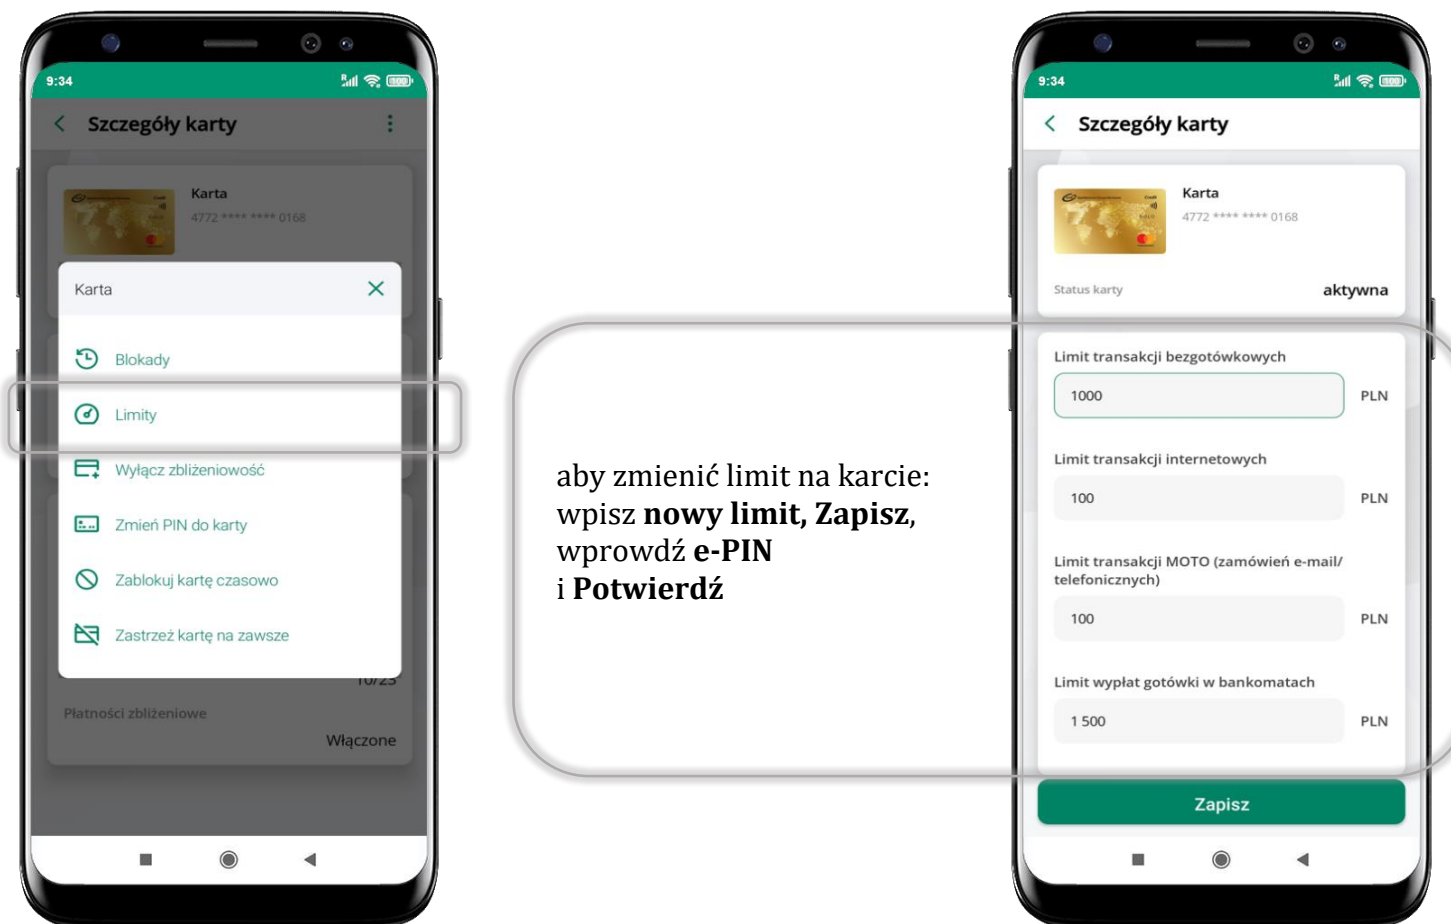 9:34
Szczegóły karty
Karta
4772 **** **** 0168
Karta
Blokady
Limity
Wyłącz zbliżeniowość
Zmień PIN do karty
Zablokuj kartę czasowo
Zastrzeż kartę na zawsze
10/25
Płatności zbliżeniowe
Włączone
aby zmienić limit na karcie:
wpisz nowy limit, Zapisz,
wprowdź e-PIN
i Potwierdź
9:34
Szczegóły karty
Karta
4772 **** **** 0168
Status karty aktywna
Limit transakcji bezgotówkowych
1000 PLN
Limit transakcji internetowych
100 PLN
Limit transakcji MOTO (zamówień e-mail/
telefonicznych)
100 PLN
Limit wypłat gotówki w bankomatach
1 500 PLN
Zapisz